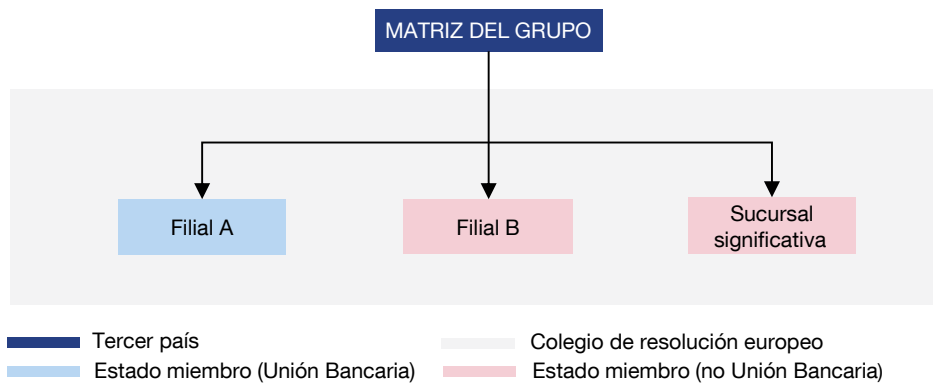 MATRIZ DEL GRUPO
Filial A
Filial B
Sucursal
significativa
Tercer país
Colegio de resolución europeo
Estado miembro (Unión Bancaria)
Estado miembro (no Unión Bancaria)